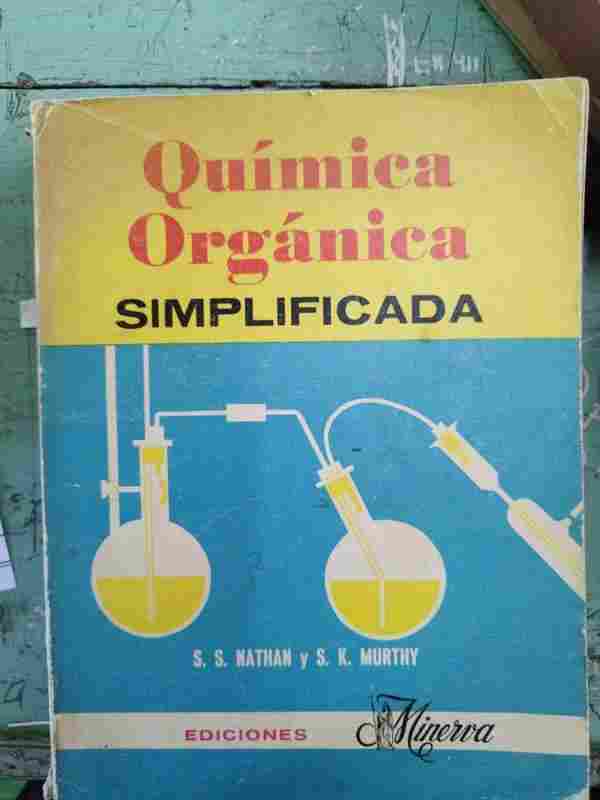 Química
Orgánica
SIMPLIFICADA
S. S. NATHAN y S. K. MURTHY
EDICIONES Minerva